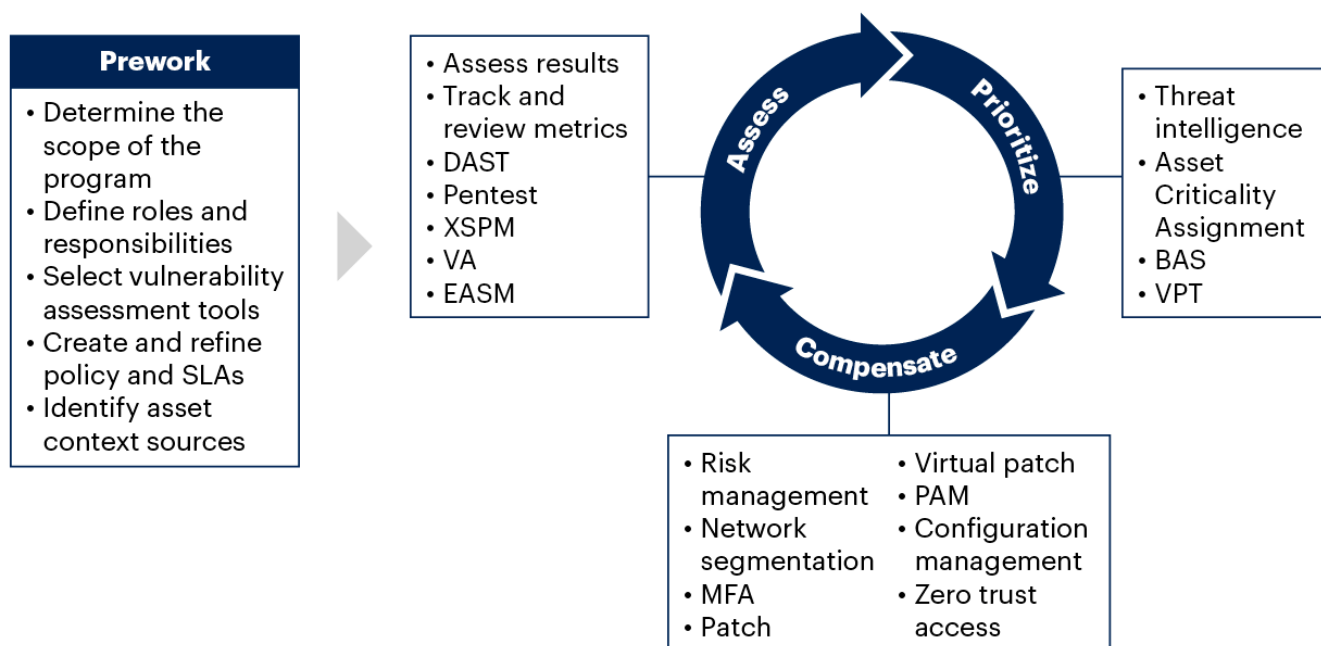 Prework
• Determine the
scope of the
program
• Define roles and
responsibilities
• Select vulnerability
assessment tools
• Create and refine
policy and SLAs
• Identify asset
context sources
• Assess results
• Track and
review metrics
• DAST
• Pentest
• XSPM
• VA
• EASM
Assess
Prioritize
Compensate
• Threat
intelligence
• Asset
Criticality
Assignment
• BAS
• VPT
• Risk
management
• Network
segmentation
• MFA
• Patch
• Virtual patch
• PAM
• Configuration
management
• Zero trust
access